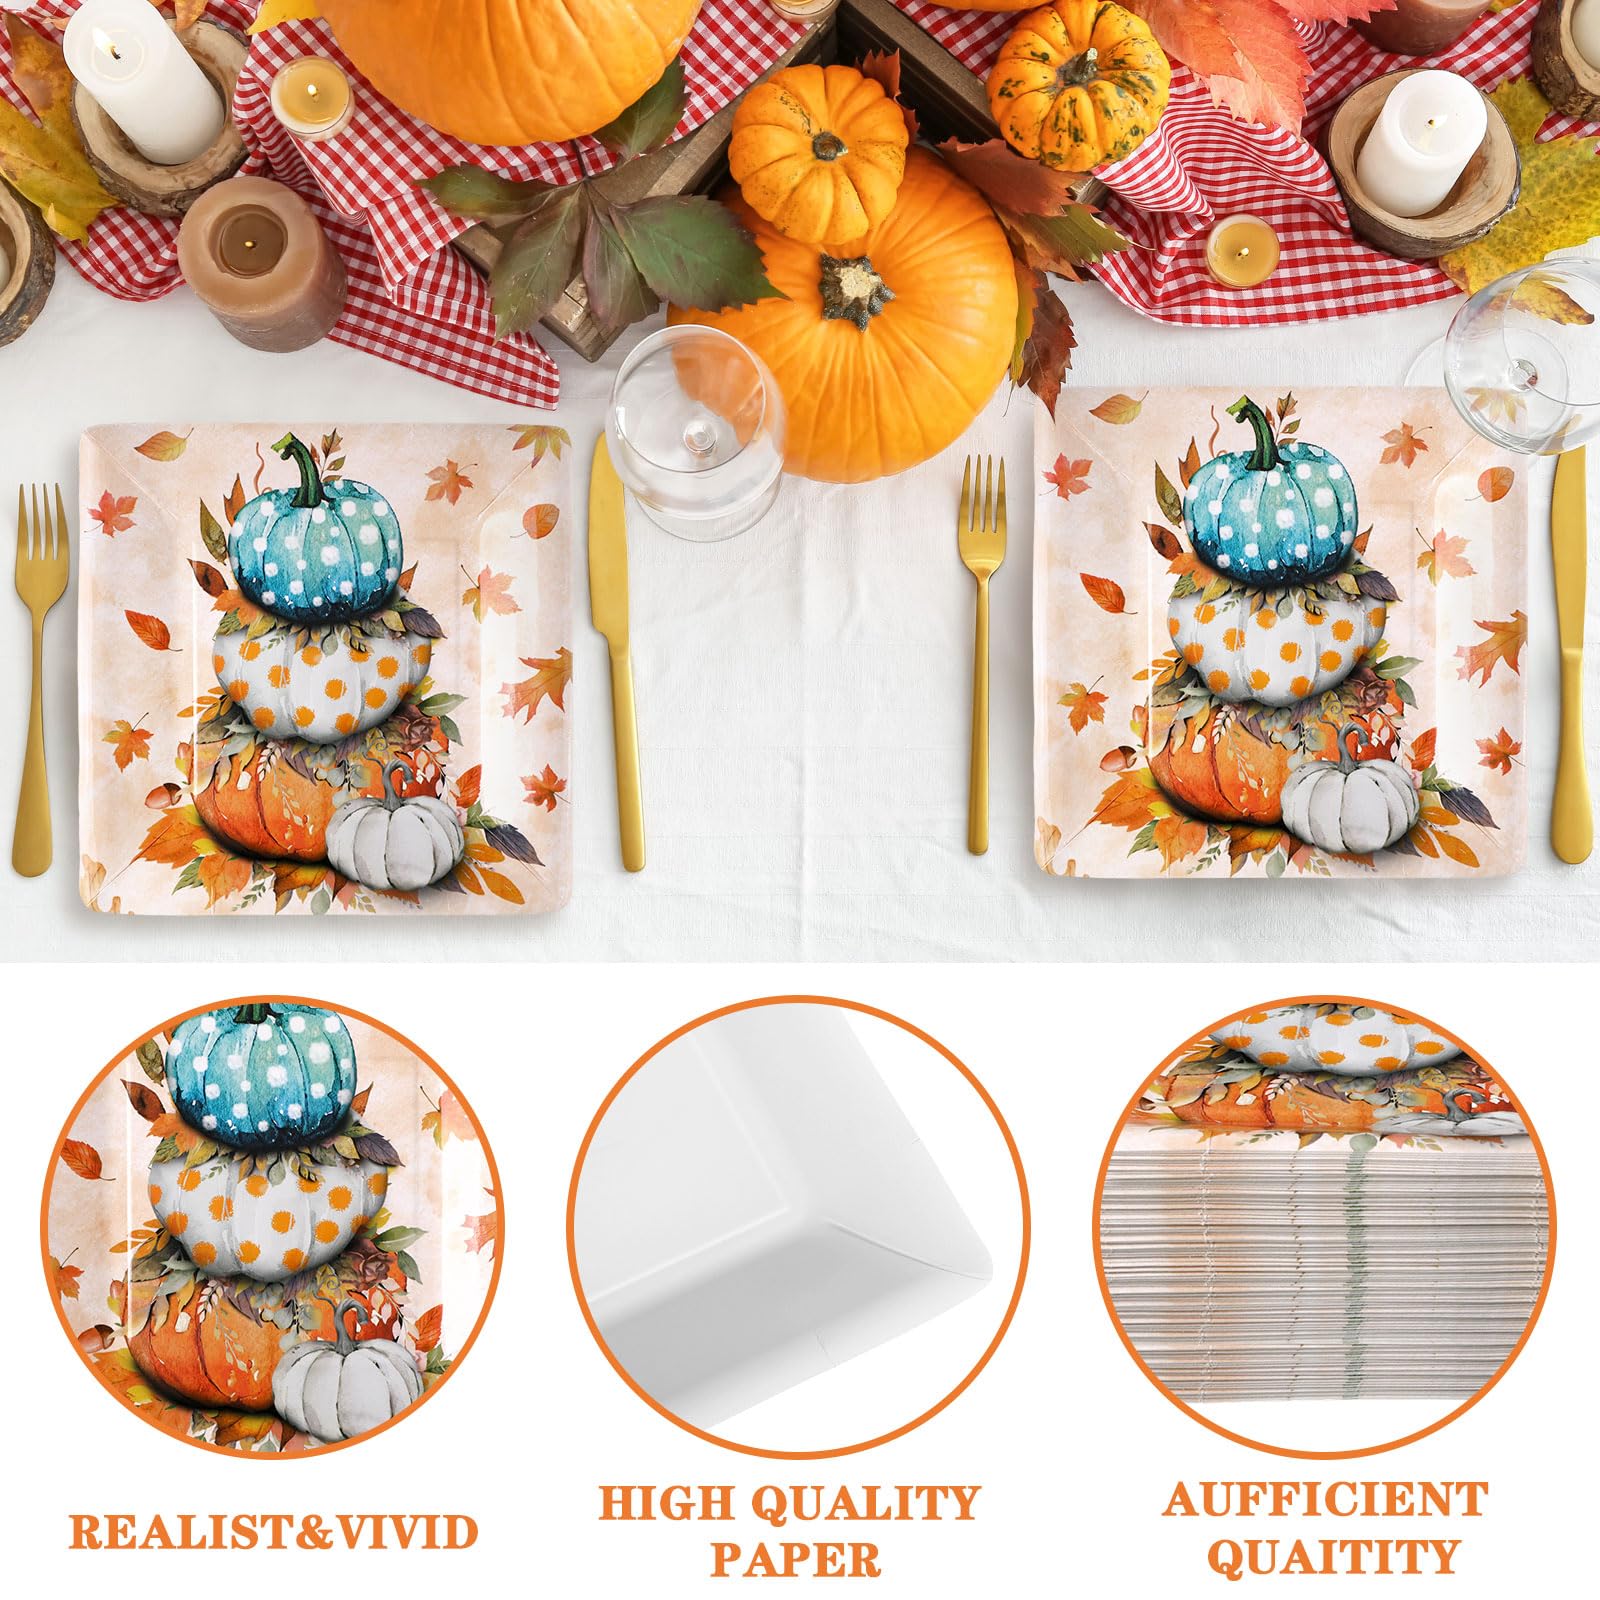 REALIST&VIVID
HIGH QUALITY
PAPER
AUFFICIENT
QUAITITY